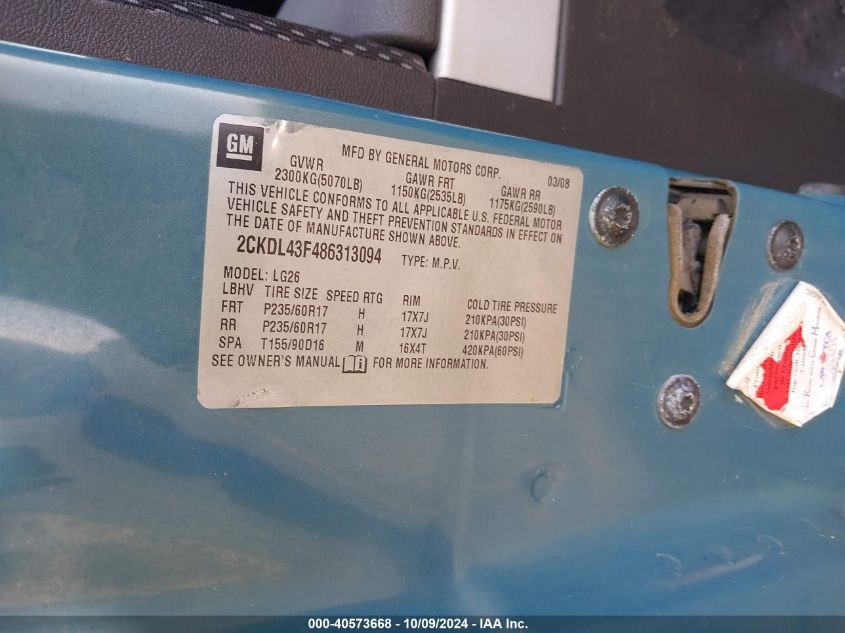 GM
MFD BY GENERAL MOTORS CORP. 03/08
GVWR GAWR FRT GAWR RR
2300KG(5070LB) 1150KG(2535LB) 1175KG(2590LB)
THIS VEHICLE CONFORMS TO ALL APPLICABLE U.S. FEDERAL MOTOR
VEHICLE SAFETY AND THEFT PREVENTION STANDARDS IN EFFECT ON
THE DATE OF MANUFACTURE SHOWN ABOVE.
2CKDL43F486313094 TYPE: M.P.V.
MODEL: LG26
LBHV TIRE SIZE SPEED RTG RIM COLD TIRE PRESSURE
FRT P235/60R17 H 17X7J 210KPA(30PSI)
RR P235/60R17 H 17X7J 210KPA(30PSI)
SPA T155/90D16 M 16X4T 420KPA(60PSI)
SEE OWNER'S MANUAL FOR MORE INFORMATION.
000-40573668 - 10/09/2024 - IAA Inc.